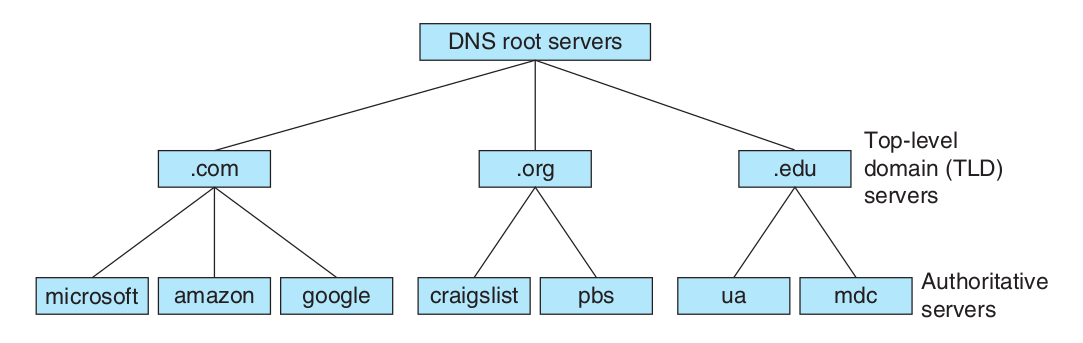 DNS root servers
.com
.org
.edu
Top-level
domain (TLD)
servers
microsoft
amazon
google
craigslist
pbs
ua
mdc
Authoritative
servers